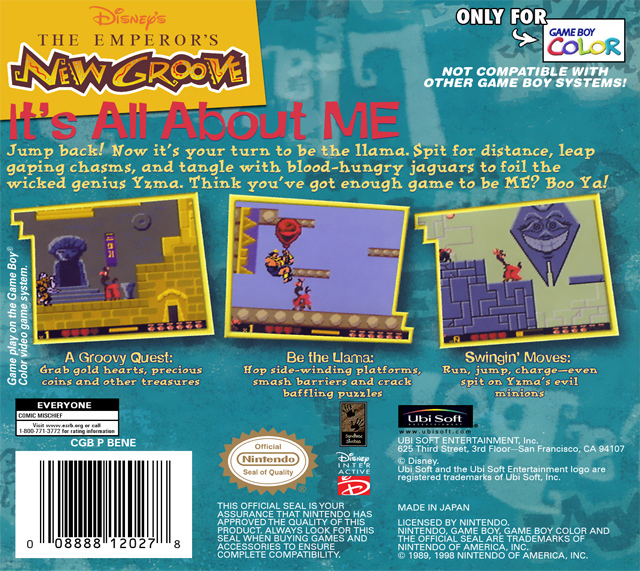 Disney's
THE EMPEROR'S
NEW GROOVE
ONLY FOR
GAME BOY
COLOR
NOT COMPATIBLE WITH
OTHER GAME BOY SYSTEMS!
It's All About ME
Jump back! Now it's your turn to be the llama. Spit for distance, leap
gaping chasms, and tangle with blood-hungry jaguars to foil the
wicked genius Yzma. Think you've got enough game to be ME? Boo Ya!
Game play on the Game Boy®
Color video game system.
A Groovy Quest:
Grab gold hearts, precious
coins and other treasures
Be the Llama:
Hop side-winding platforms,
smash barriers and crack
baffling puzzles
Swingin' Moves:
Run, jump, charge—even
spit on Yzma's evil
minions
EVERYONE
COMIC MISCHIEF
Visit www.esrb.org or call
1-800-771-3772 for rating information
CGB P BENE
0 08888 12027 8
Official
Nintendo
Seal of Quality
THIS OFFICIAL SEAL IS YOUR
ASSURANCE THAT NINTENDO HAS
APPROVED THE QUALITY OF THIS
PRODUCT. ALWAYS LOOK FOR THIS
SEAL WHEN BUYING GAMES AND
ACCESSORIES TO ENSURE
COMPLETE COMPATIBILITY.
Disney
INTER
ACTIVE
D
Ubi Soft
ENTERTAINMENT
www.ubisoft.com
UBI SOFT ENTERTAINMENT, Inc.
625 Third Street, 3rd Floor—San Francisco, CA 94107
© Disney.
Ubi Soft and the Ubi Soft Entertainment logo are
registered trademarks of Ubi Soft, Inc.
MADE IN JAPAN
LICENSED BY NINTENDO.
NINTENDO, GAME BOY, GAME BOY COLOR AND
THE OFFICIAL SEAL ARE TRADEMARKS OF
NINTENDO OF AMERICA, INC.
© 1989, 1998 NINTENDO OF AMERICA, INC.